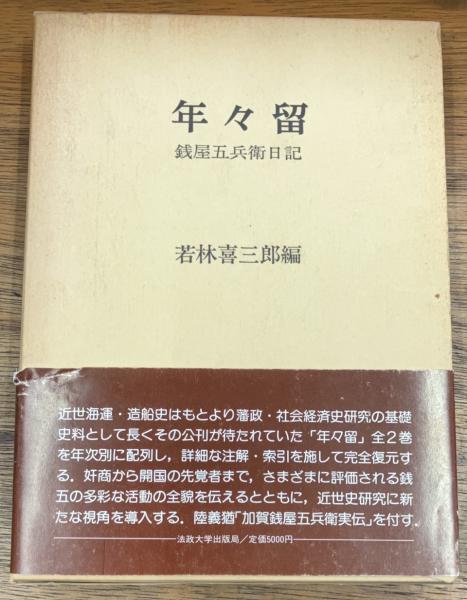 年々留
銭屋五兵衛日記
若林喜三郎編
近世海運・造船史はもとより藩政・社会経済史研究の基礎
史料として長くその公刊が待たれていた「年々留」全2巻
を年次別に配列し，詳細な注解・索引を施して完全復元す
る．奸商から開国の先覚者まで，さまざまに評価される銭
五の多彩な活動の全貌を伝えるとともに，近世史研究に新
たな視角を導入する．陸義猶「加賀銭屋五兵衛実伝」を付す．
法政大学出版局／定価5000円